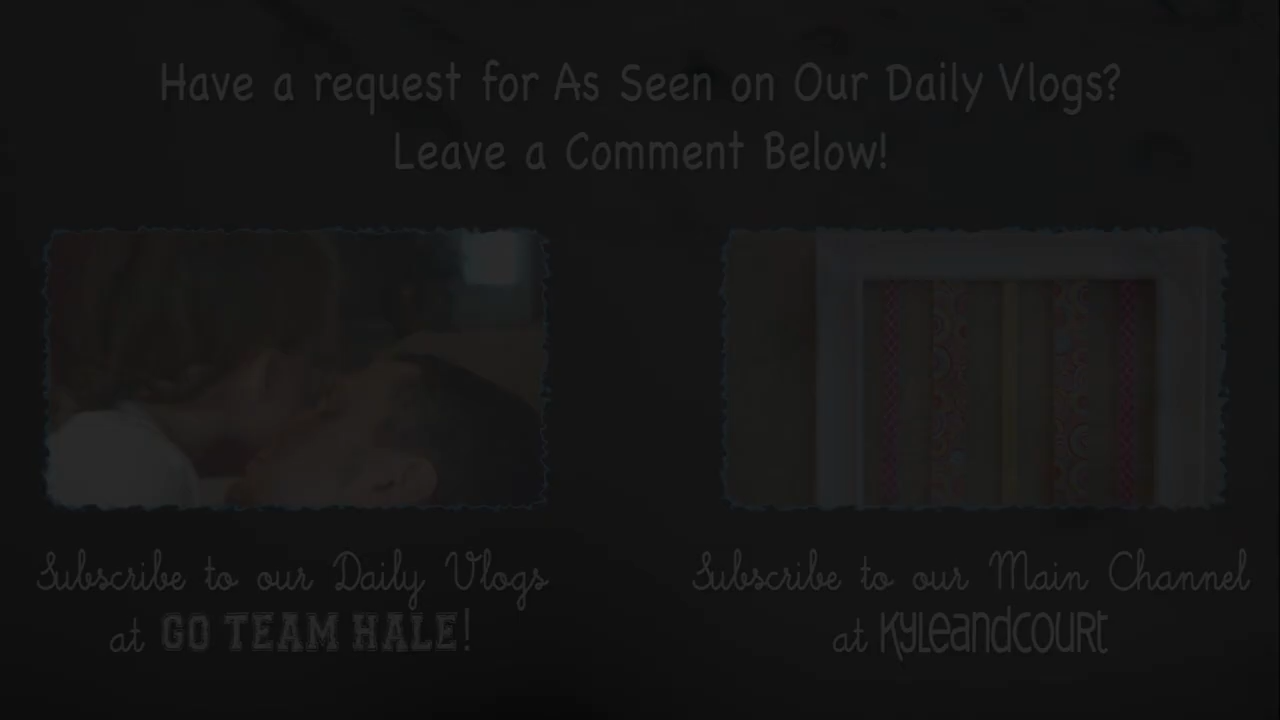 Have a request for As Seen on Our Daily Vlogs?
Leave a Comment Below!
Subscribe to our Daily Vlogs
at GO TEAM HALE!
Subscribe to our Main Channel
at Kyleandcourt